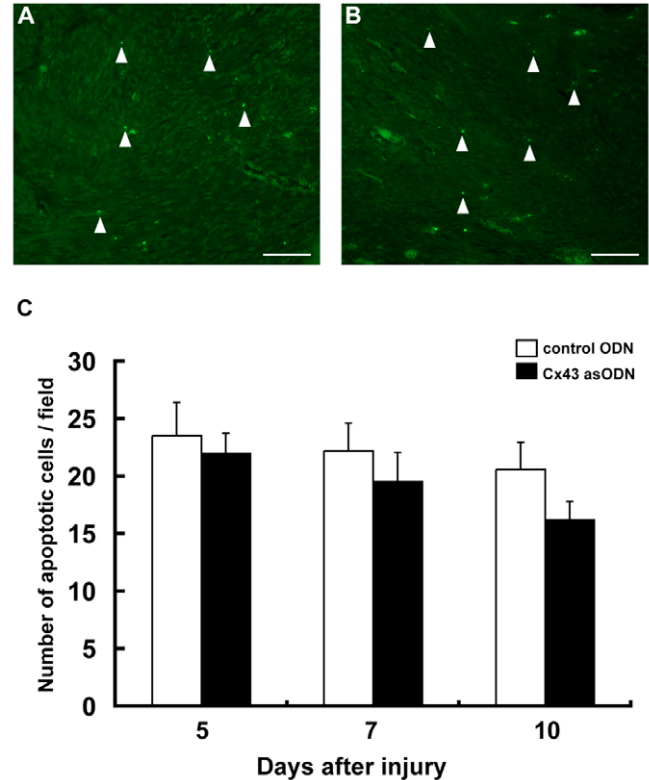 A
B
C
control ODN
Cx43 asODN
Number of apoptotic cells / field
30
25
20
15
10
5
0
5 7 10
Days after injury